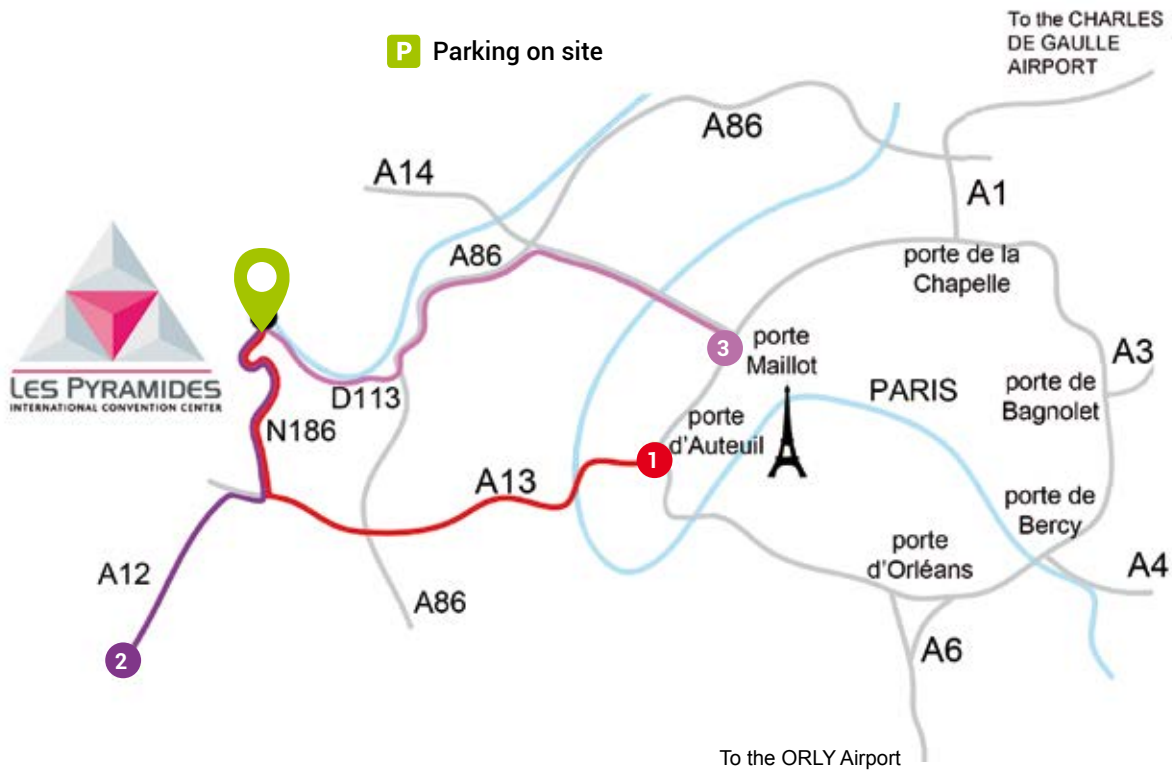 To the CHARLES
DE GAULLE
AIRPORT
P Parking on site
A86
A14
A1
A86
porte de la
Chapelle
LES PYRAMIDES
INTERNATIONAL CONVENTION CENTER
3
porte
Maillot
A3
D113
PARIS
porte de
Bagnolet
N186
porte
d'Auteuil
1
A13
porte de
Bercy
A12
porte
d'Orléans
A4
A86
2
A6
To the ORLY Airport